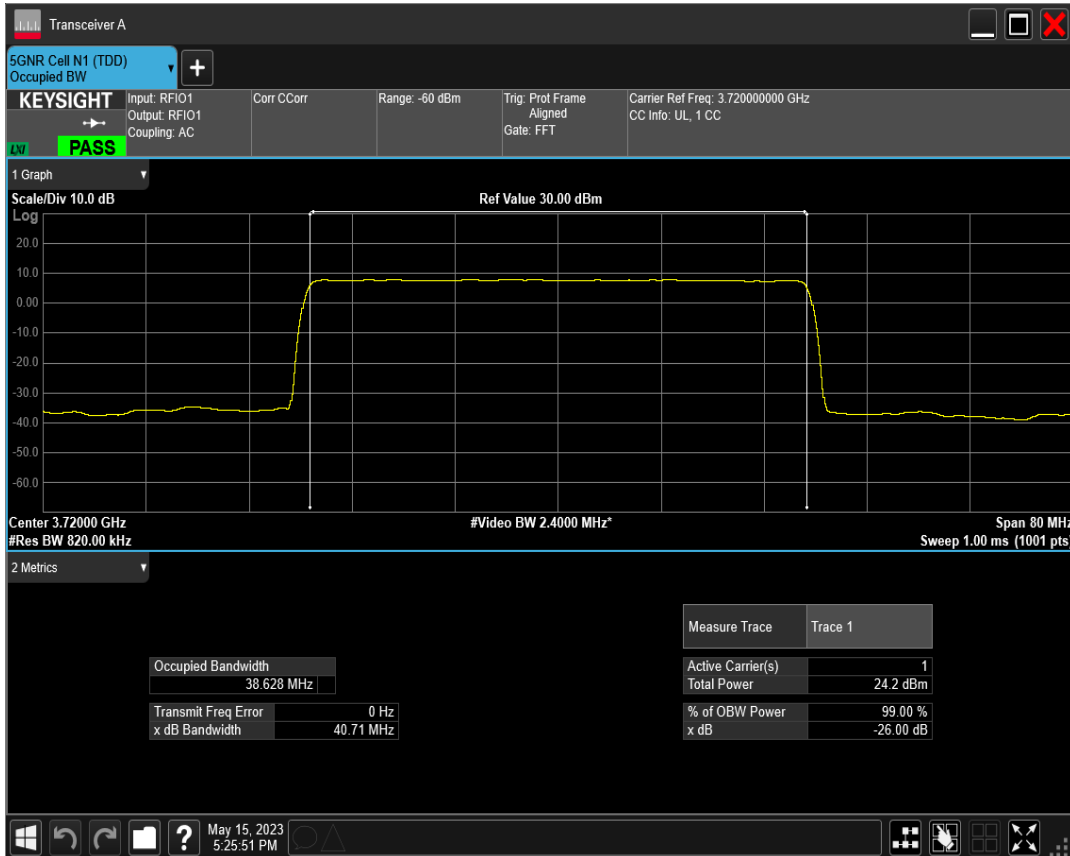 Transceiver A
5GNR Cell N1 (TDD)
Occupied BW
+
KEYSIGHT
LXI
PASS
Input: RFIO1
Output: RFIO1
Coupling: AC
Corr CCorr
Range: -60 dBm
Trig: Prot Frame
Aligned
Gate: FFT
Carrier Ref Freq: 3.720000000 GHz
CC Info: UL, 1 CC
1 Graph
Scale/Div 10.0 dB
Ref Value 30.00 dBm
Log
20.0
10.0
0.00
-10.0
-20.0
-30.0
-40.0
-50.0
-60.0
Center 3.72000 GHz
#Video BW 2.4000 MHz*
Span 80 MHz
#Res BW 820.00 kHz
Sweep 1.00 ms (1001 pts)
2 Metrics
Measure Trace Trace 1
Occupied Bandwidth
38.628 MHz
Transmit Freq Error 0 Hz
x dB Bandwidth 40.71 MHz
Active Carrier(s) 1
Total Power 24.2 dBm
% of OBW Power 99.00 %
x dB -26.00 dB
?
May 15, 2023
5:25:51 PM